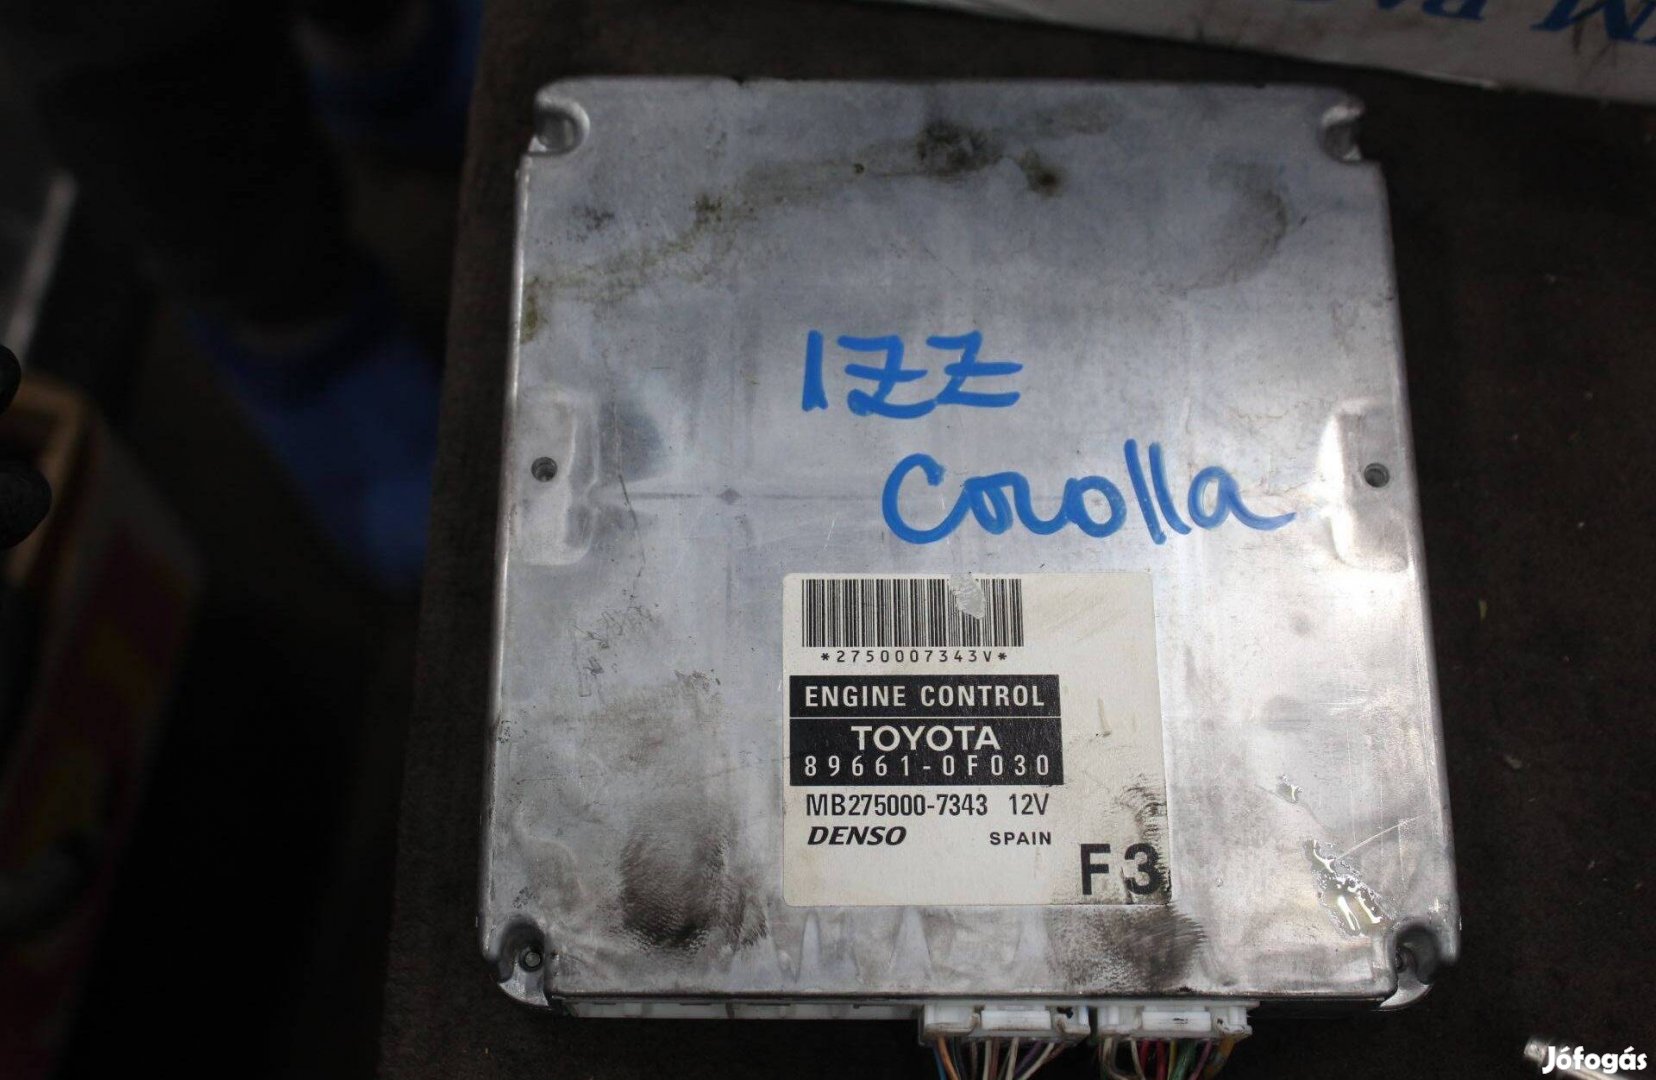 1ZZ
Corolla
*2750007343V*
ENGINE CONTROL
TOYOTA
89661-0F030
MB275000-7343 12V
DENSO SPAIN
F3
Jófogás